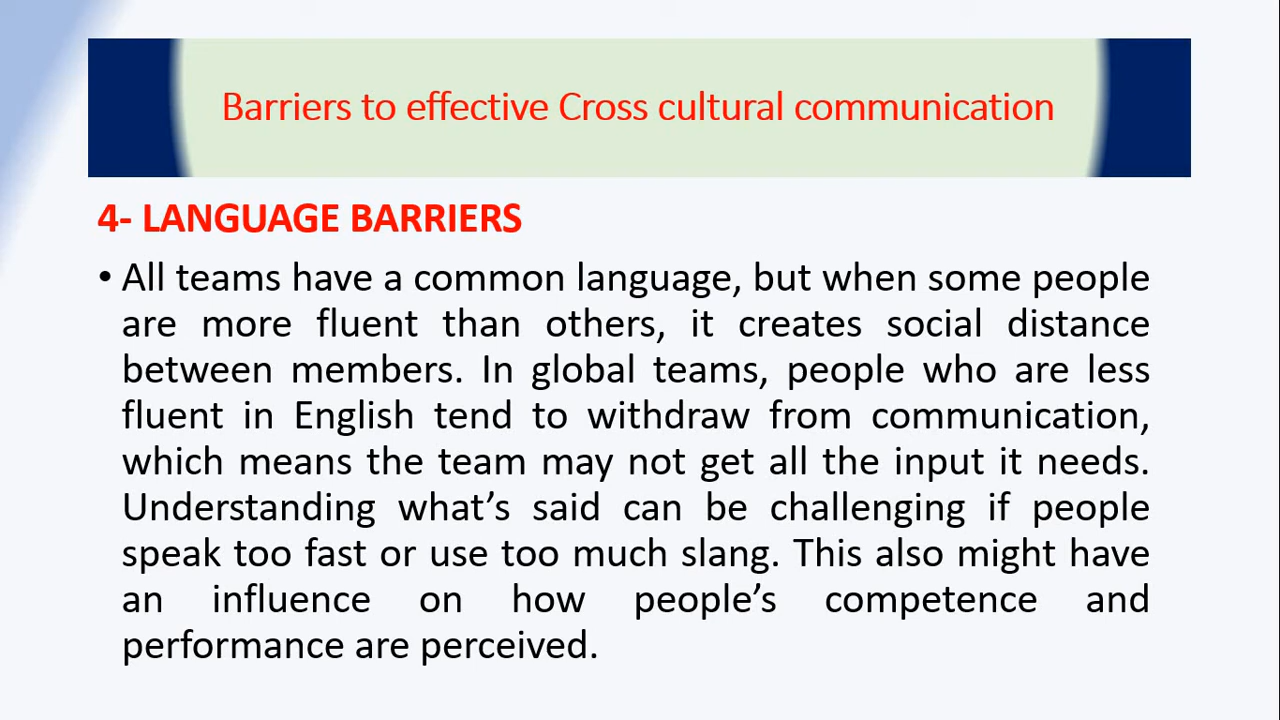 Barriers to effective Cross cultural communication
4- LANGUAGE BARRIERS
• All teams have a common language, but when some people
are more fluent than others, it creates social distance
between members. In global teams, people who are less
fluent in English tend to withdraw from communication,
which means the team may not get all the input it needs.
Understanding what’s said can be challenging if people
speak too fast or use too much slang. This also might have
an influence on how people’s competence and
performance are perceived.